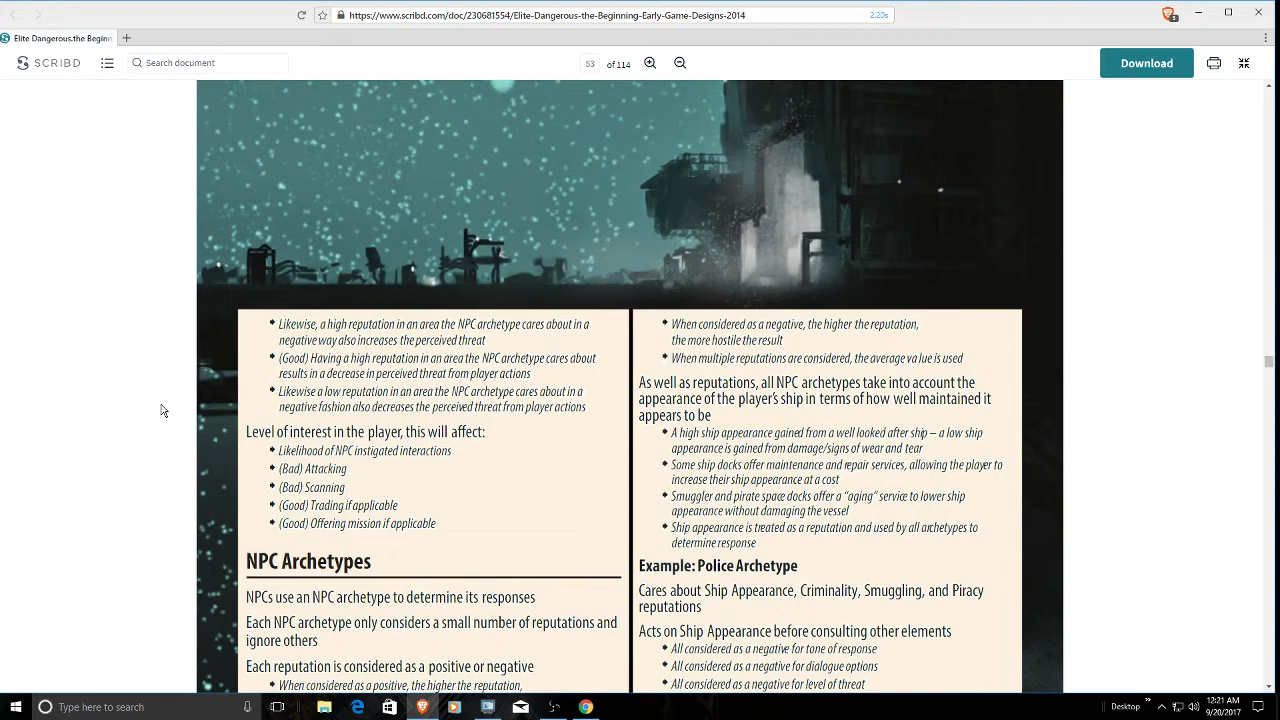 https://www.scribd.com/doc/230681554/Elite-Dangerous-the-Beginning-Early-Game-Designs-2014
2.20s
Elite Dangerous.the Beginn
SCRIBD
Search document
53 of 114
Download
• Likewise, a high reputation in an area the NPC archetype cares about in a
negative way also increases the perceived threat
• (Good) Having a high reputation in an area the NPC archetype cares about
results in a decrease in perceived threat from player actions
• Likewise a low reputation in an area the NPC archetype cares about in a
negative fashion also decreases the perceived threat from player actions
Level of interest in the player, this will affect:
• Likelihood of NPC instigated interactions
• (Bad) Attacking
• (Bad) Scanning
• (Good) Trading if applicable
• (Good) Offering mission if applicable
NPC Archetypes
NPCs use an NPC archetype to determine its responses
Each NPC archetype only considers a small number of reputations and
ignore others
Each reputation is considered as a positive or negative
• When considered as a positive, the higher the reputation,
• When considered as a negative, the higher the reputation,
the more hostile the result
• When multiple reputations are considered, the average value is used
As well as reputations, all NPC archetypes take into account the
appearance of the player's ship in terms of how well maintained it
appears to be
• A high ship appearance gained from a well looked after ship – a low ship
appearance is gained from damage/signs of wear and tear
• Some ship docks offer maintenance and repair services, allowing the player to
increase their ship appearance at a cost
• Smuggler and pirate space docks offer a “aging” service to lower ship
appearance without damaging the vessel
• Ship appearance is treated as a reputation and used by all archetypes to
determine response
Example: Police Archetype
Cares about Ship Appearance, Criminality, Smuggling, and Piracy
reputations
Acts on Ship Appearance before consulting other elements
• All considered as a negative for tone of response
• All considered as a negative for dialogue options
• All considered as a negative for level of threat
Type here to search
Desktop
12:21 AM
9/20/2017